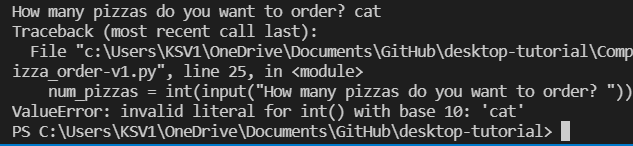 How many pizzas do you want to order? cat
Traceback (most recent call last):
  File "c:\Users\KSV1\OneDrive\Documents\GitHub\desktop-tutorial\Comp
izza_order-v1.py", line 25, in <module>
    num_pizzas = int(input("How many pizzas do you want to order? "))
ValueError: invalid literal for int() with base 10: 'cat'
PS C:\Users\KSV1\OneDrive\Documents\GitHub\desktop-tutorial>